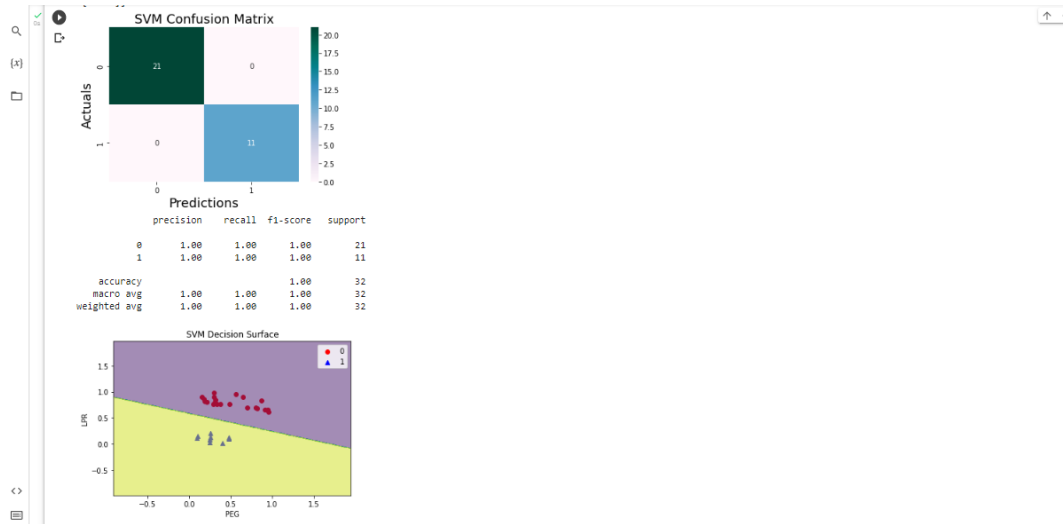 SVM Confusion Matrix
0s
{x}
20.0
17.5
15.0
12.5
10.0
7.5
5.0
2.5
0.0
Actuals
0
1
21 0
0 11
0 1
Predictions
precision recall f1-score support
0 1.00 1.00 1.00 21
1 1.00 1.00 1.00 11
accuracy 1.00 32
macro avg 1.00 1.00 1.00 32
weighted avg 1.00 1.00 1.00 32
SVM Decision Surface
0
1
LPR
1.5
1.0
0.5
0.0
−0.5
−0.5 0.0 0.5 1.0 1.5
PEG